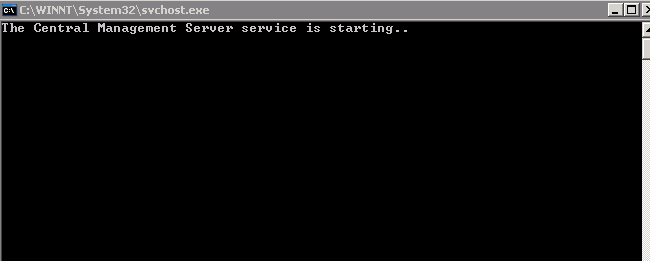 C:\WINNT\System32\svchost.exe
The Central Management Server service is starting..